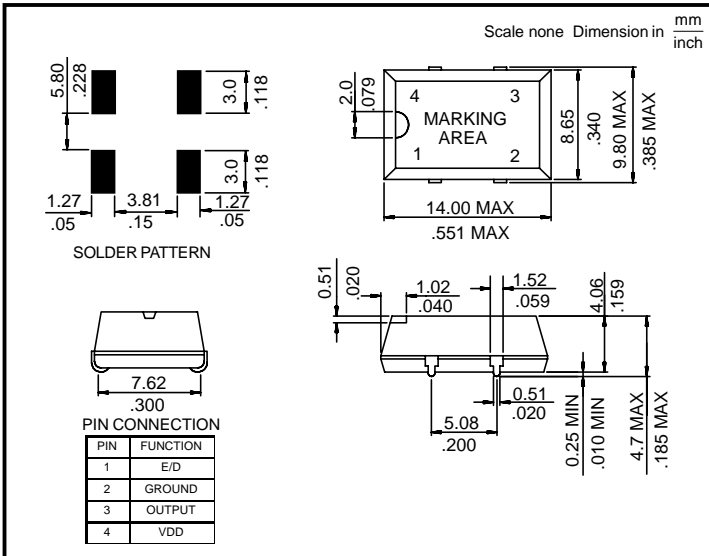 Scale none Dimension in mm
inch
5.80
.228
3.0
.118
3.0
.118
1.27
.05
3.81
.15
1.27
.05
SOLDER PATTERN
2.0
.079
4
3
MARKING
AREA
1
2
8.65
.340
9.80 MAX
.385 MAX
14.00 MAX
.551 MAX
7.62
.300
0.51
.020
1.02
.040
1.52
.059
4.06
.159
0.51
.020
5.08
.200
0.25 MIN
.010 MIN
4.7 MAX
.185 MAX
PIN CONNECTION
PIN FUNCTION
1 E/D
2 GROUND
3 OUTPUT
4 VDD